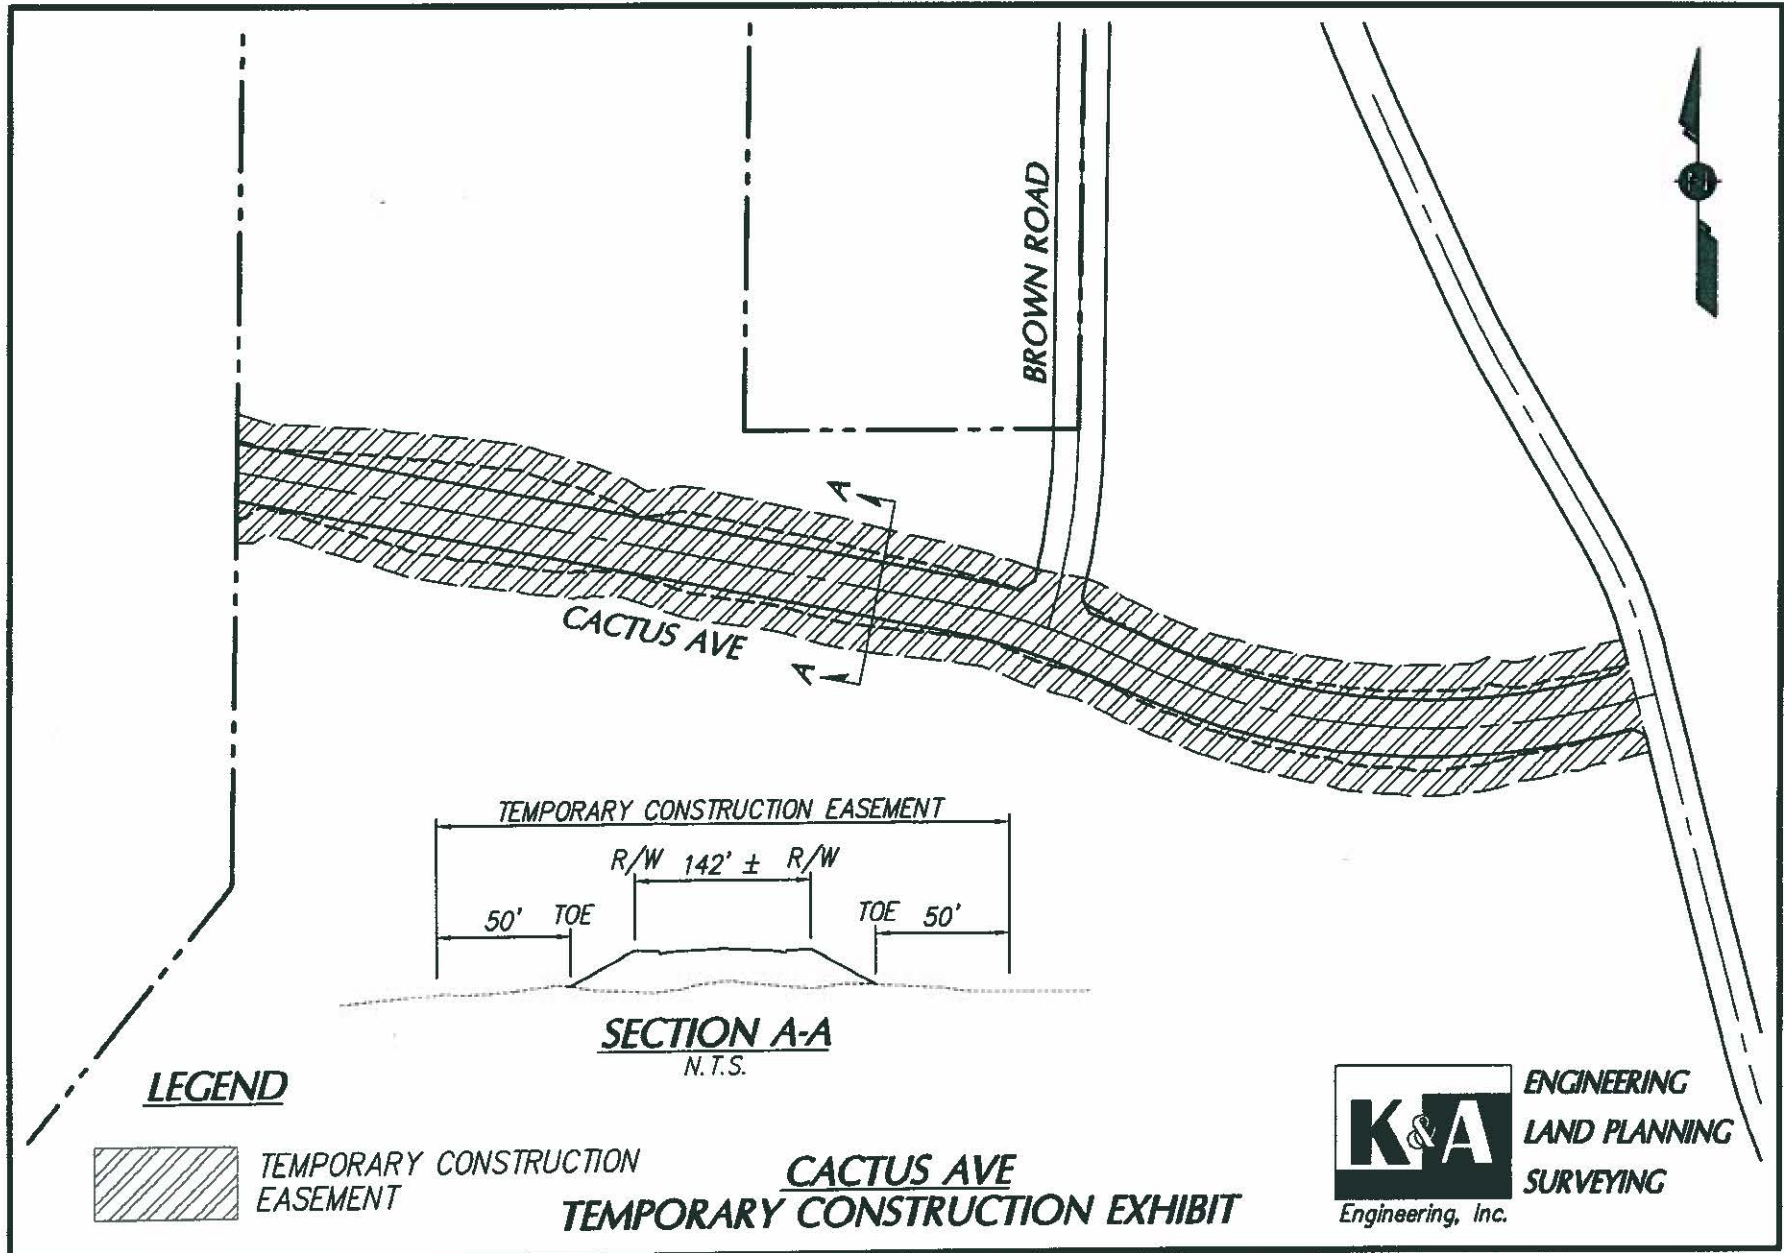 BROWN ROAD
A
CACTUS AVE
A
TEMPORARY CONSTRUCTION EASEMENT
R/W 142' ± R/W
50' TOE TOE 50'
SECTION A-A
N.T.S.
LEGEND
TEMPORARY CONSTRUCTION
EASEMENT
CACTUS AVE
TEMPORARY CONSTRUCTION EXHIBIT
K&A
Engineering, Inc.
ENGINEERING
LAND PLANNING
SURVEYING